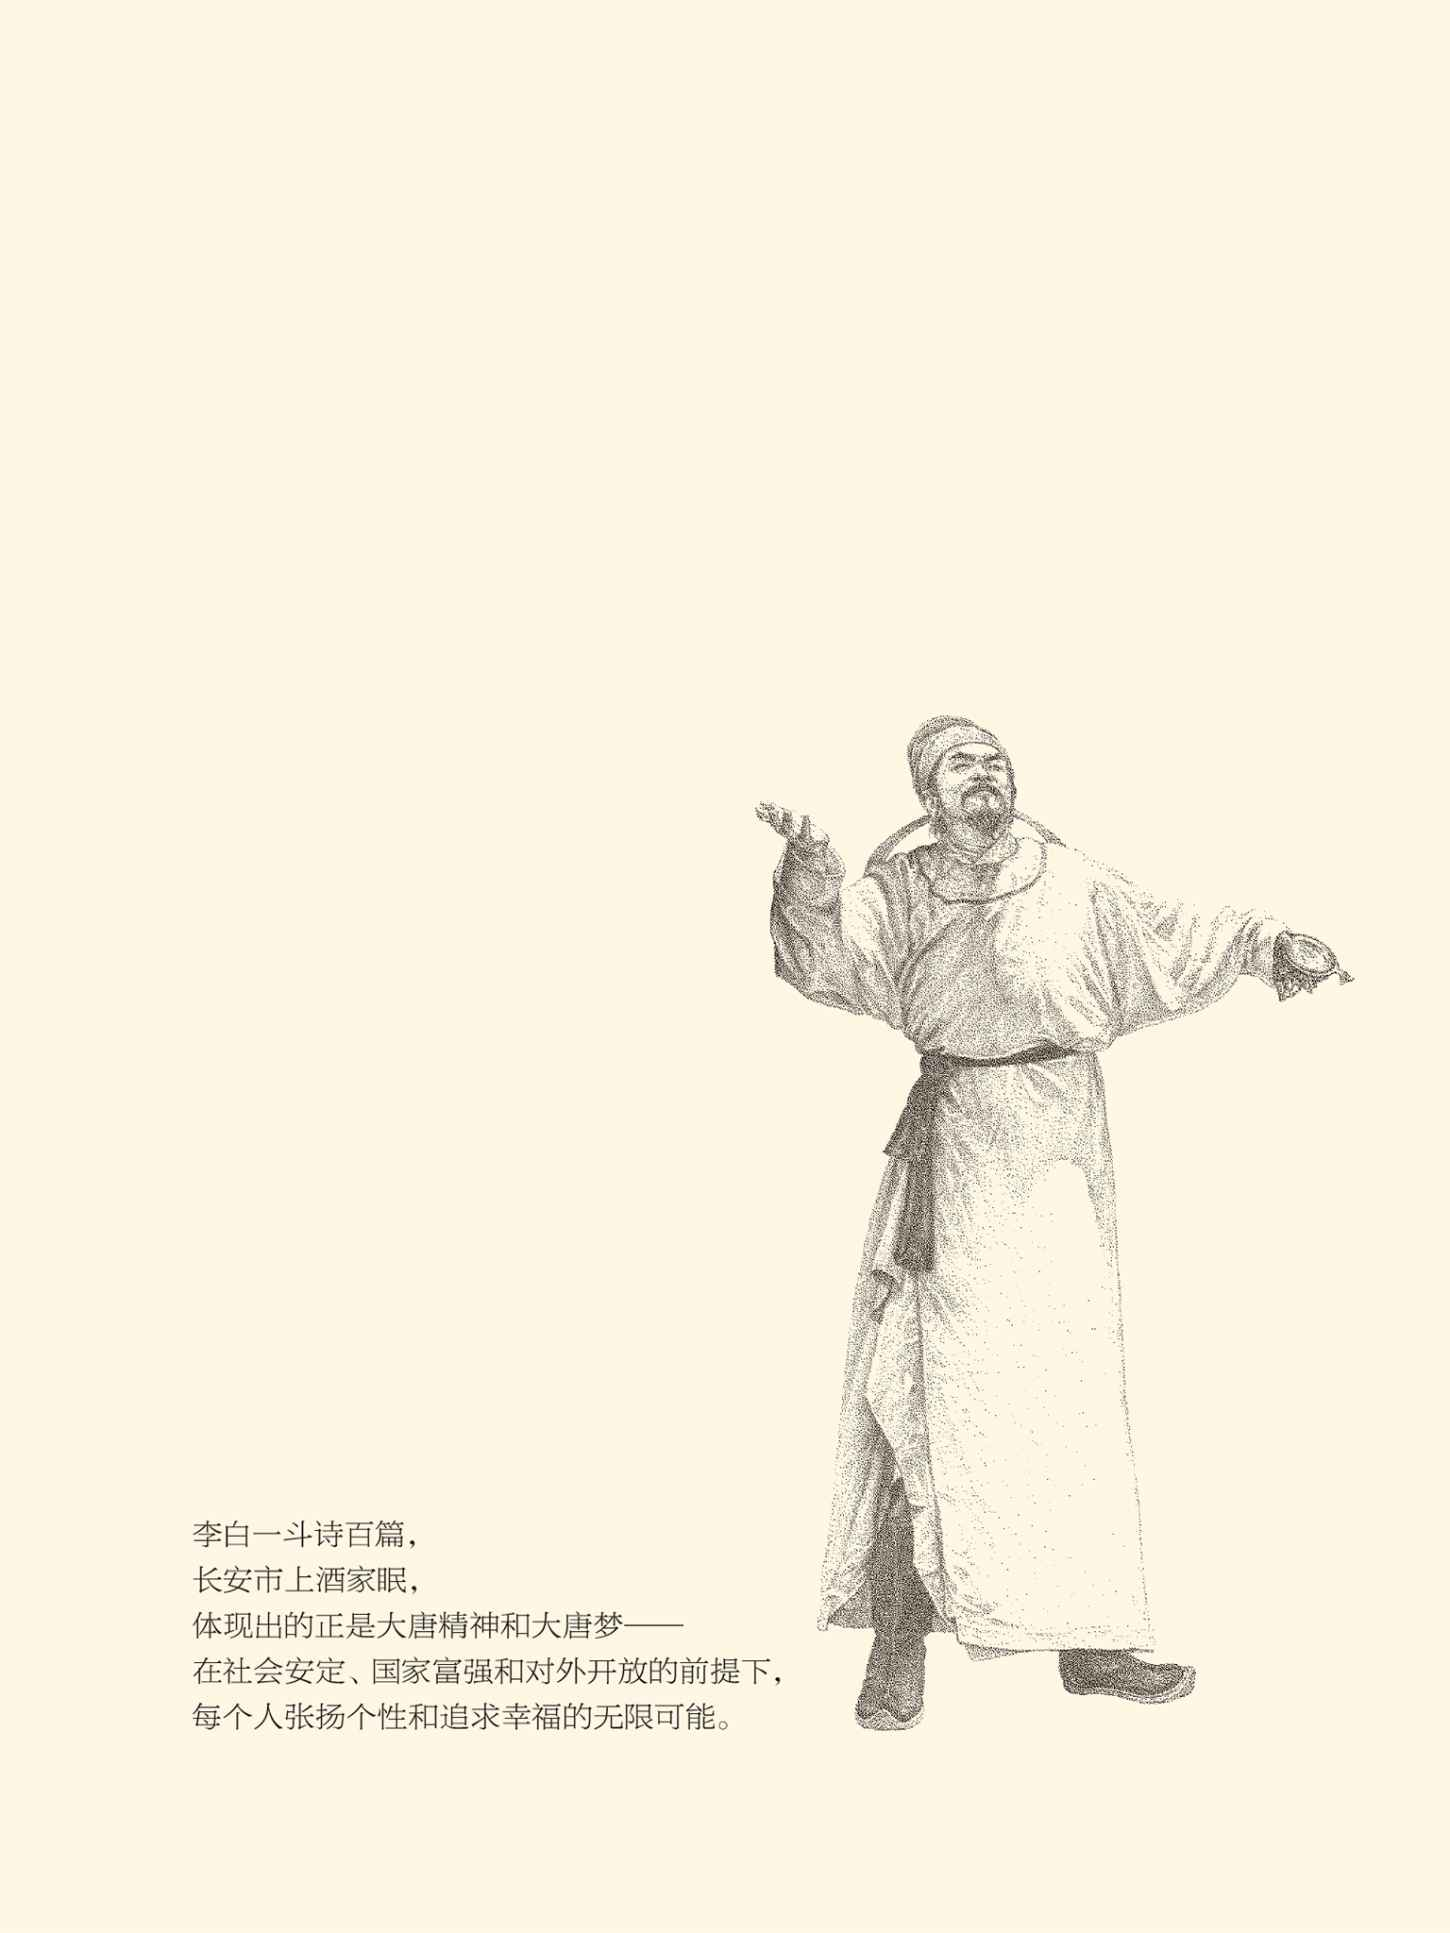 李白一斗诗百篇，
长安市上酒家眠，
体现出的正是大唐精神和大唐梦——
在社会安定、国家富强和对外开放的前提下，
每个人张扬个性和追求幸福的无限可能。